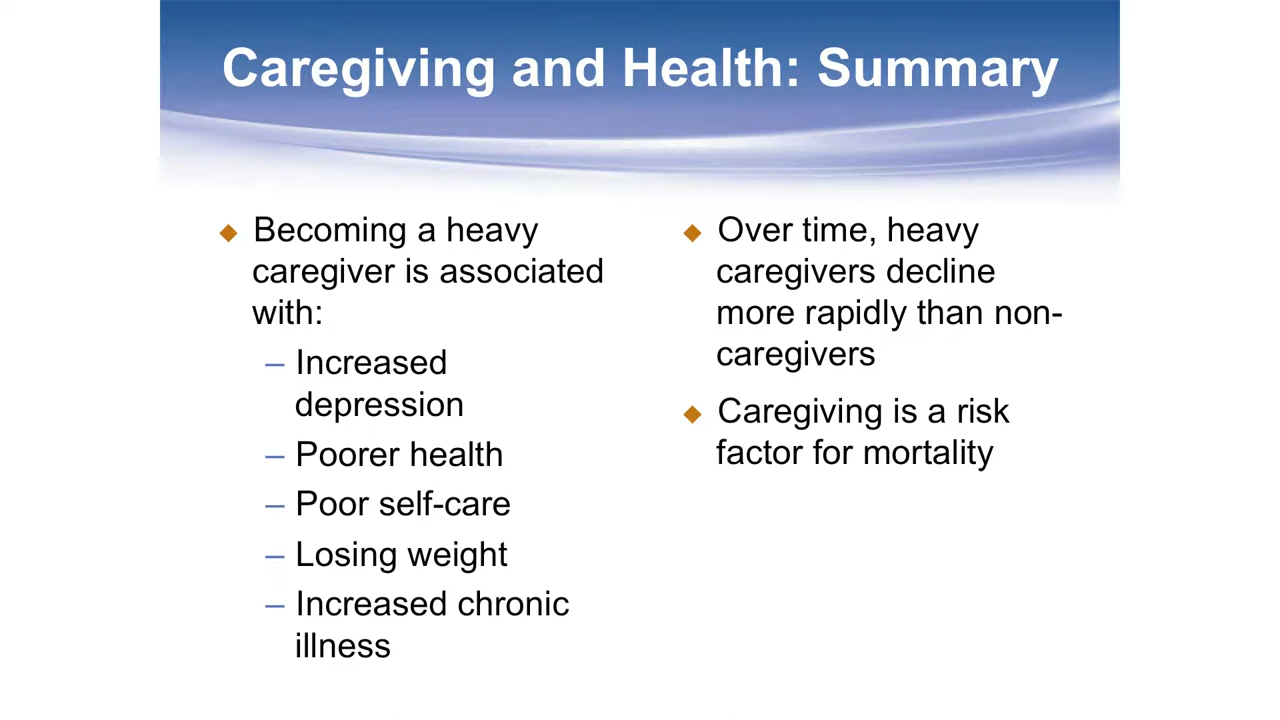 Caregiving and Health: Summary
◆ Becoming a heavy
caregiver is associated
with:
– Increased
depression
– Poorer health
– Poor self-care
– Losing weight
– Increased chronic
illness
◆ Over time, heavy
caregivers decline
more rapidly than non-
caregivers
◆ Caregiving is a risk
factor for mortality